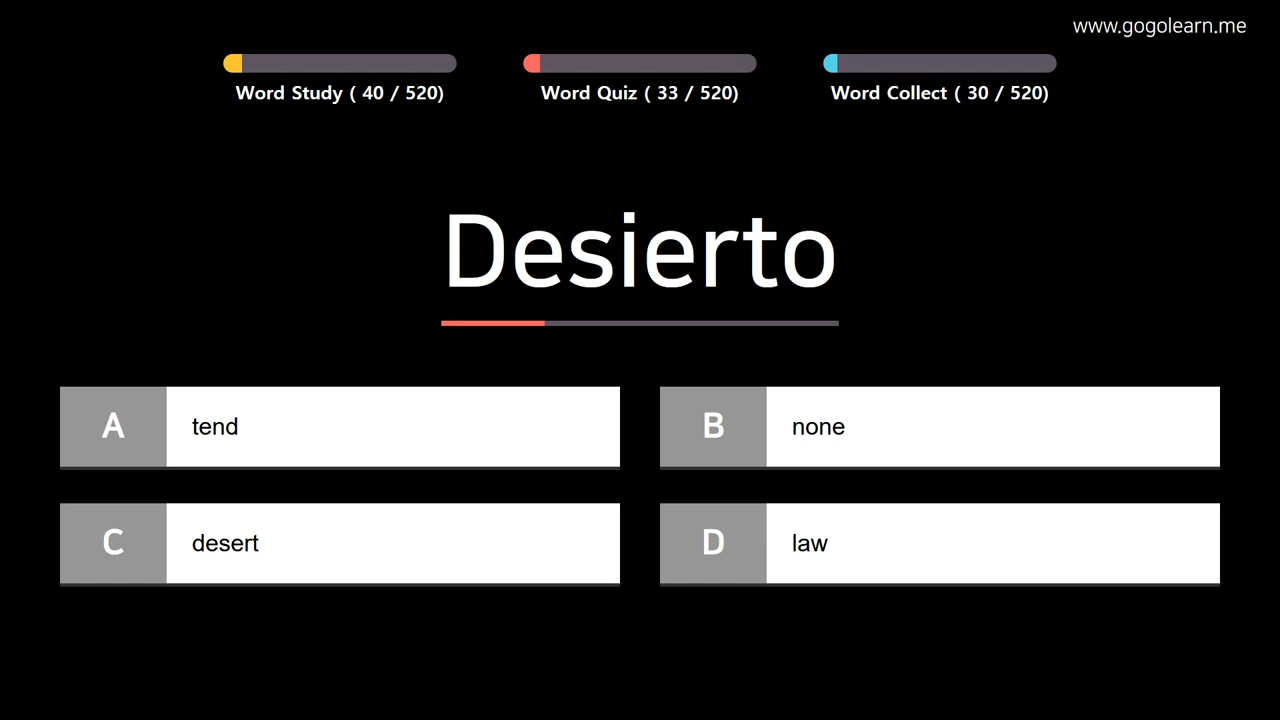 www.gogolearn.me
Word Study ( 40 / 520)
Word Quiz ( 33 / 520)
Word Collect ( 30 / 520)
Desierto
A tend
B none
C desert
D law